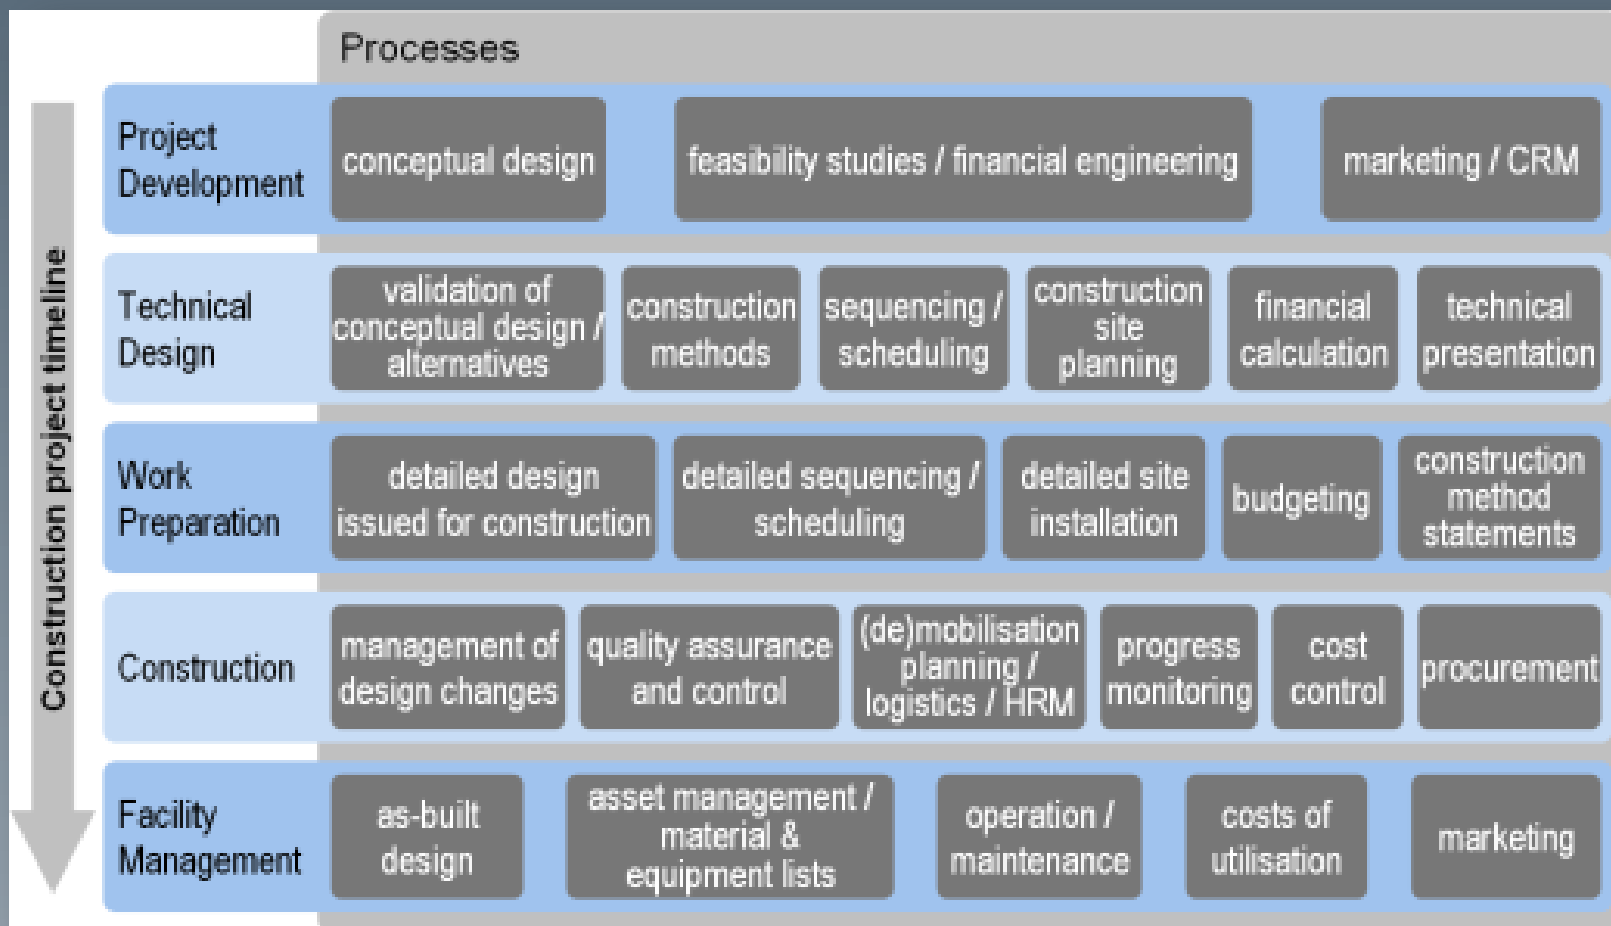 Processes
Construction project timeline
Project
Development
conceptual design
feasibility studies / financial engineering
marketing / CRM
Technical
Design
validation of
conceptual design /
alternatives
construction
methods
sequencing /
scheduling
construction
site
planning
financial
calculation
technical
presentation
Work
Preparation
detailed design
issued for construction
detailed sequencing /
scheduling
detailed site
installation
budgeting
construction
method
statements
Construction
management of
design changes
quality assurance
and control
(de)mobilisation
planning /
logistics / HRM
progress
monitoring
cost
control
procurement
Facility
Management
as-built
design
asset management /
material &
equipment lists
operation /
maintenance
costs of
utilisation
marketing